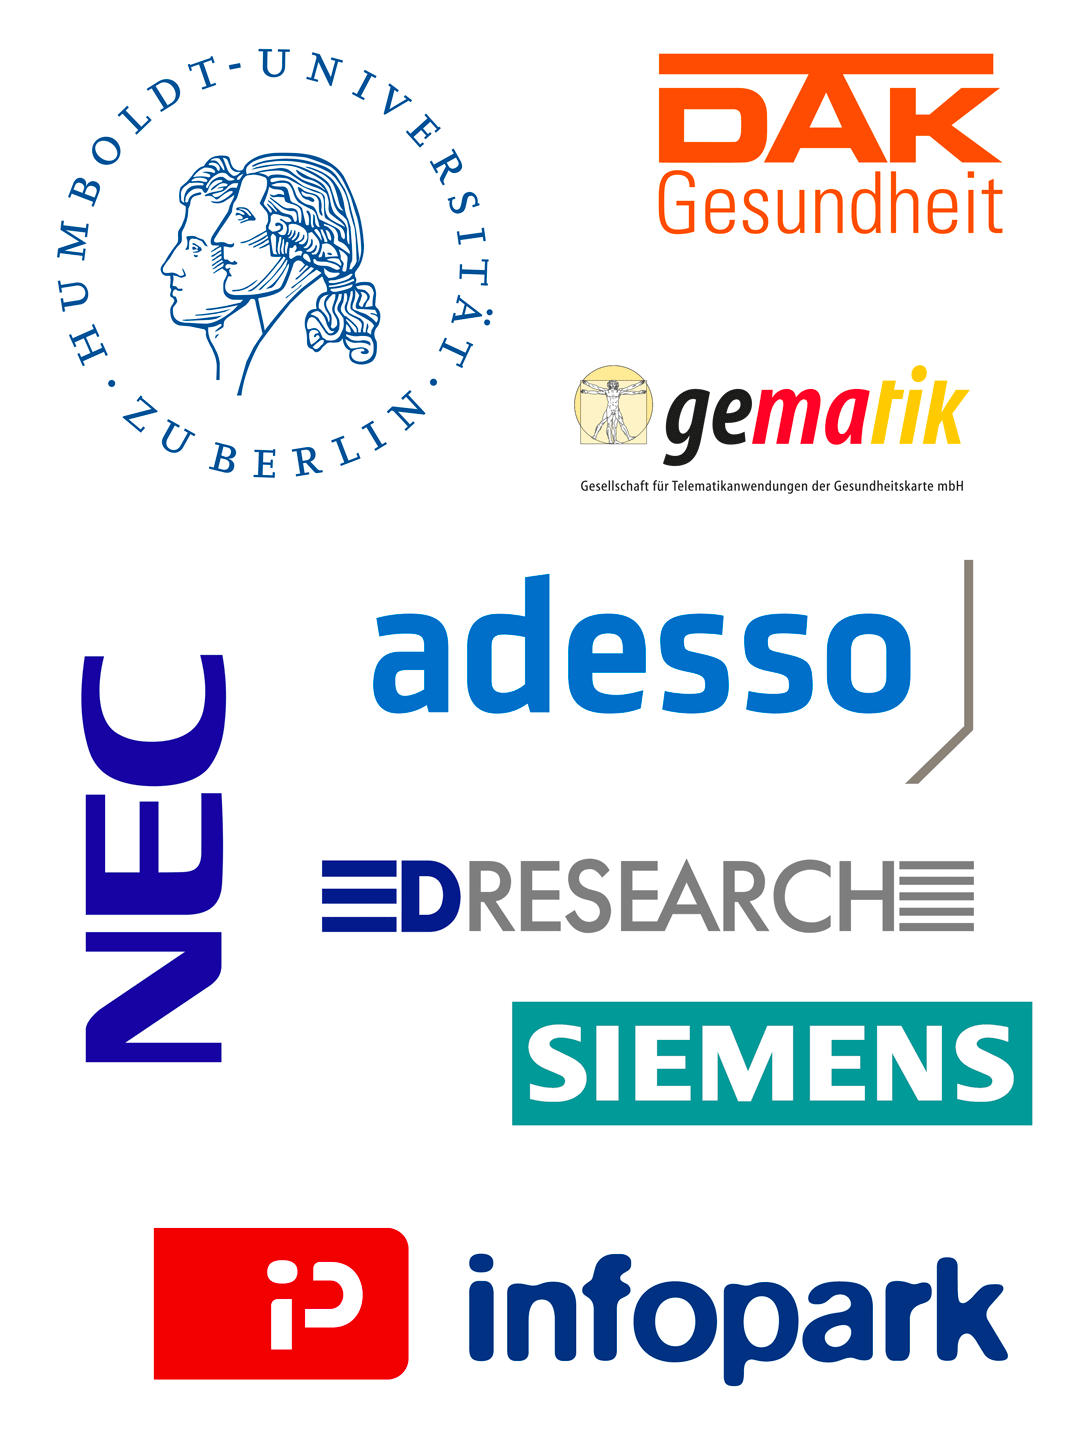 HUMBOLDT-UNIVERSITÄT
· ZU BERLIN ·
DAK
Gesundheit
gematik
Gesellschaft für Telematikanwendungen der Gesundheitskarte mbH
adesso
NEC
DRESEARCH
SIEMENS
ip
infopark